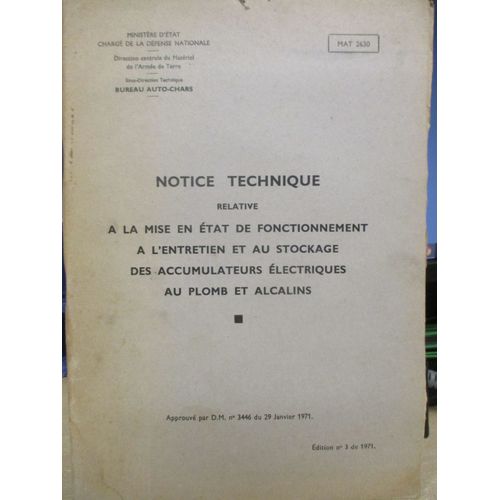 MINISTÈRE D'ÉTAT
CHARGÉ DE LA DÉFENSE NATIONALE
Direction centrale du Matériel
de l'Armée de Terre
Sous-Direction Technique
BUREAU AUTO-CHARS
MAT 2630
NOTICE TECHNIQUE
RELATIVE
A LA MISE EN ÉTAT DE FONCTIONNEMENT
A L'ENTRETIEN ET AU STOCKAGE
DES ACCUMULATEURS ÉLECTRIQUES
AU PLOMB ET ALCALINS
Approuvé par D.M. nº 3446 du 29 Janvier 1971.
Édition nº 3 de 1971.